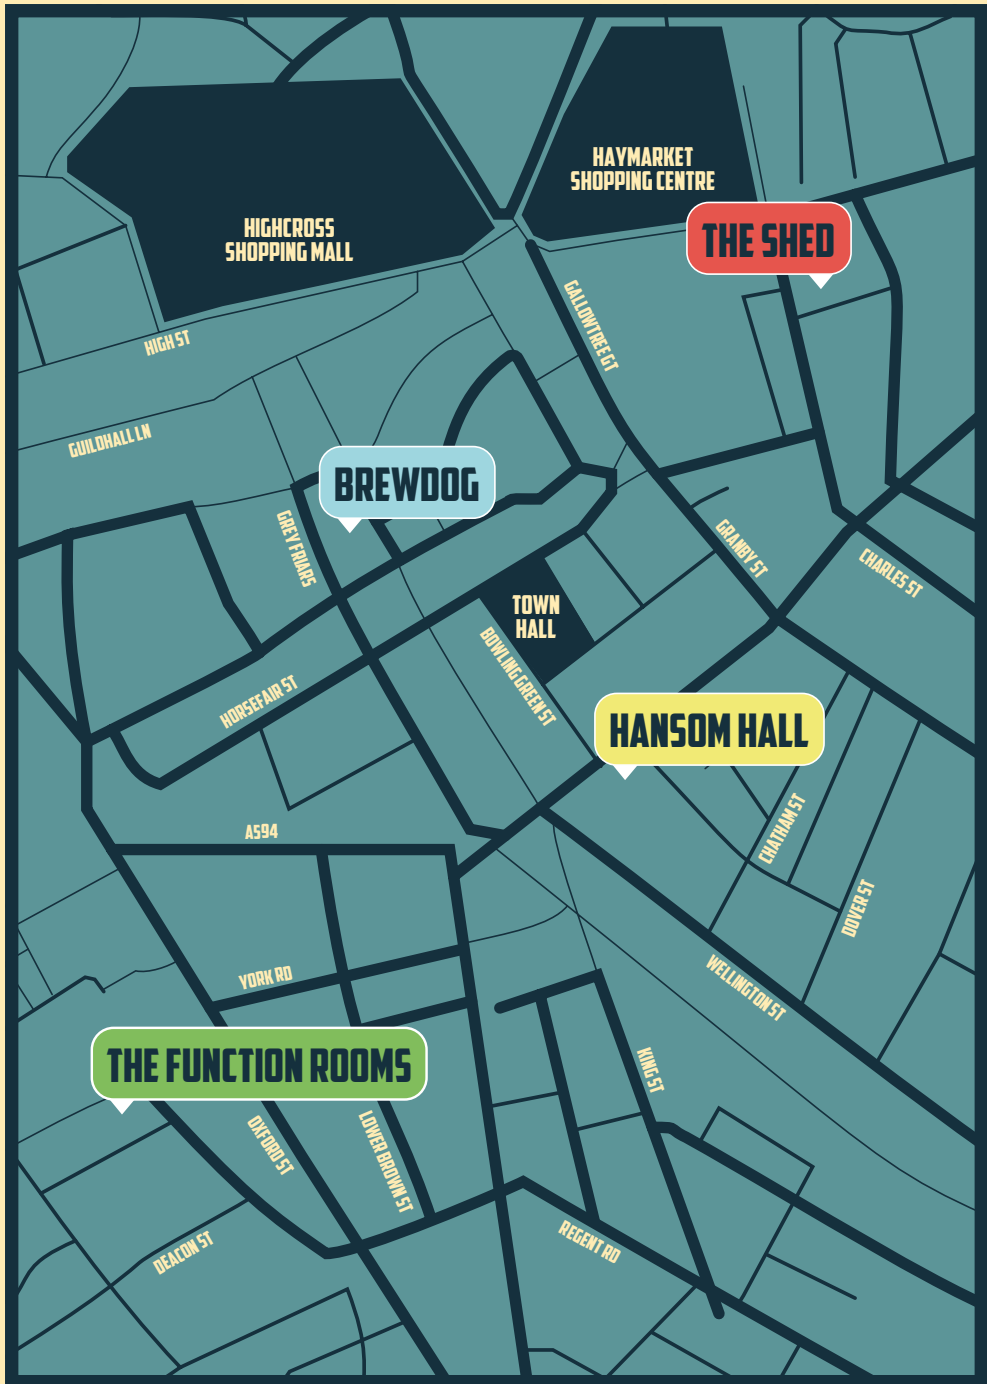 HAYMARKET
SHOPPING CENTRE
HIGHCROSS
SHOPPING MALL
THE SHED
GALLOWTREE GT
HIGH ST
GUILDHALL LN
BREWDOG
GREY FRIARS
GRANBY ST
CHARLES ST
TOWN
HALL
BOWLING GREEN ST
HORSEFAIR ST
HANSOM HALL
A594
CHATHAM ST
DOVER ST
YORK RD
WELLINGTON ST
THE FUNCTION ROOMS
KING ST
OXFORD ST
LOWER BROWN ST
DEACON ST
REGENT RD